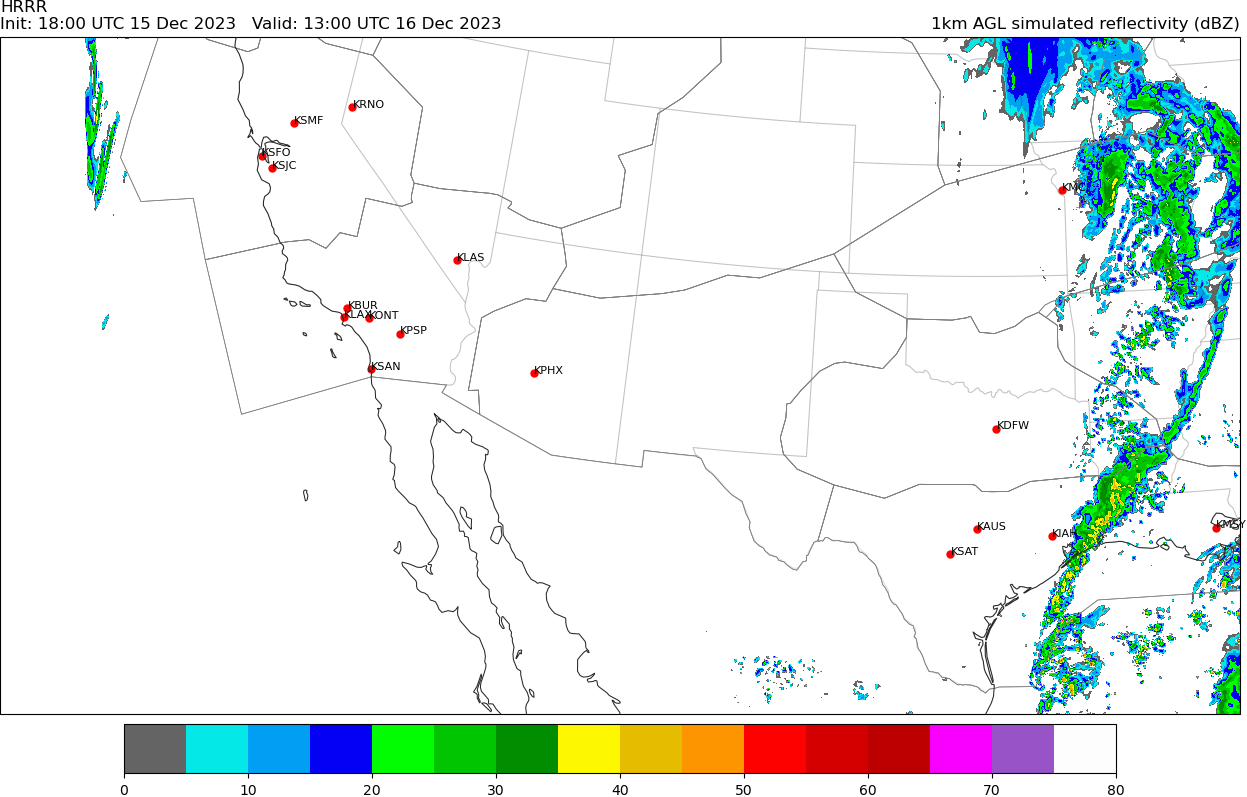 HRRR
Init: 18:00 UTC 15 Dec 2023   Valid: 13:00 UTC 16 Dec 2023
1km AGL simulated reflectivity (dBZ)
KRNO
KSMF
KSFO
KSJC
KMC
KLAS
KBUR
KLAX
KONT
KPSP
KSAN
KPHX
KDFW
KAUS
KIAH
KMSY
KSAT
0 10 20 30 40 50 60 70 80